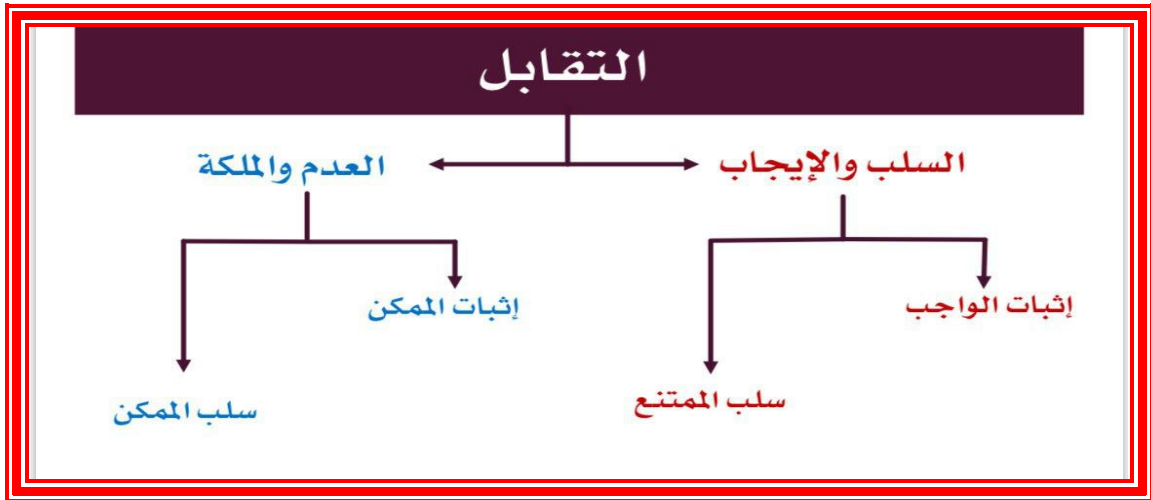 التقابل
السلب والإيجاب
العدم والملكة
إثبات الواجب
سلب الممتنع
إثبات الممكن
سلب الممكن